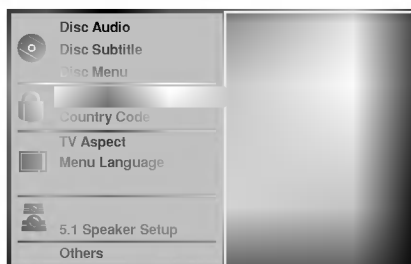 Disc Audio
Disc Subtitle
Disc Menu
Country Code
TV Aspect
Menu Language
5.1 Speaker Setup
Others